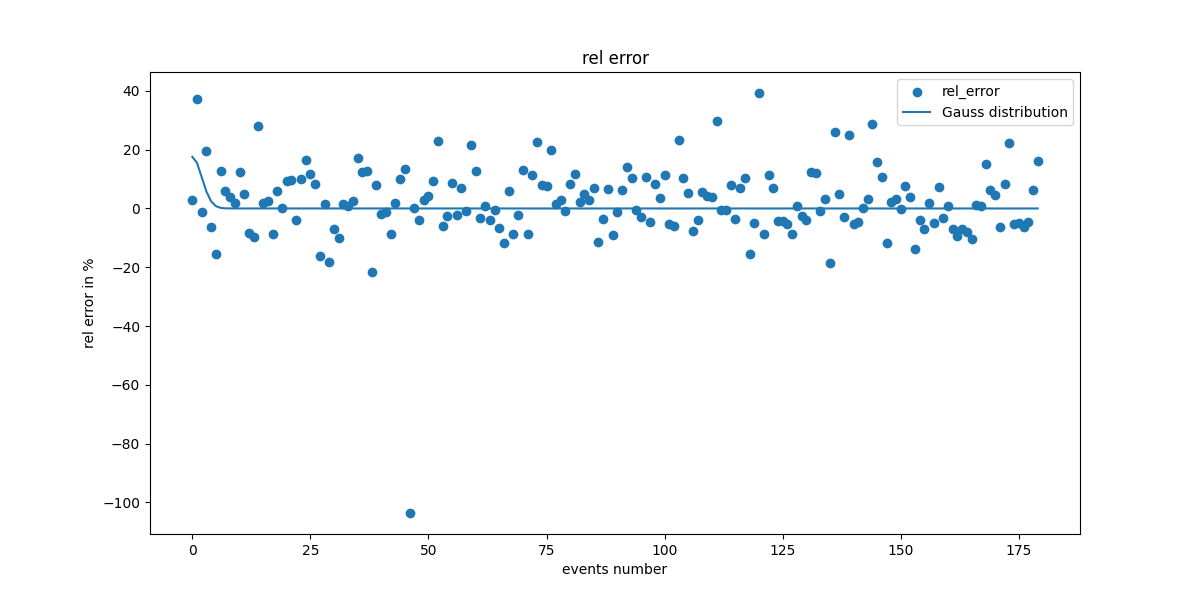 rel error
rel_error
Gauss distribution
40
20
0
−20
−40
−60
−80
−100
rel error in %
0 25 50 75 100 125 150 175
events number